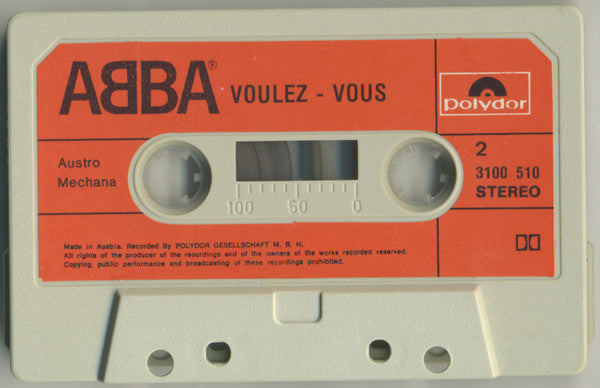 AᗺBA® VOULEZ - VOUS
polydor
Austro
Mechana
2
3100 510
STEREO
100 50 0
Made in Austria. Recorded By POLYDOR GESELLSCHAFT M. B. H.
All rights of the producer of the recordings and of the owners of the works recorded reserved.
Copying, public performance and broadcasting of these recordings prohibited.